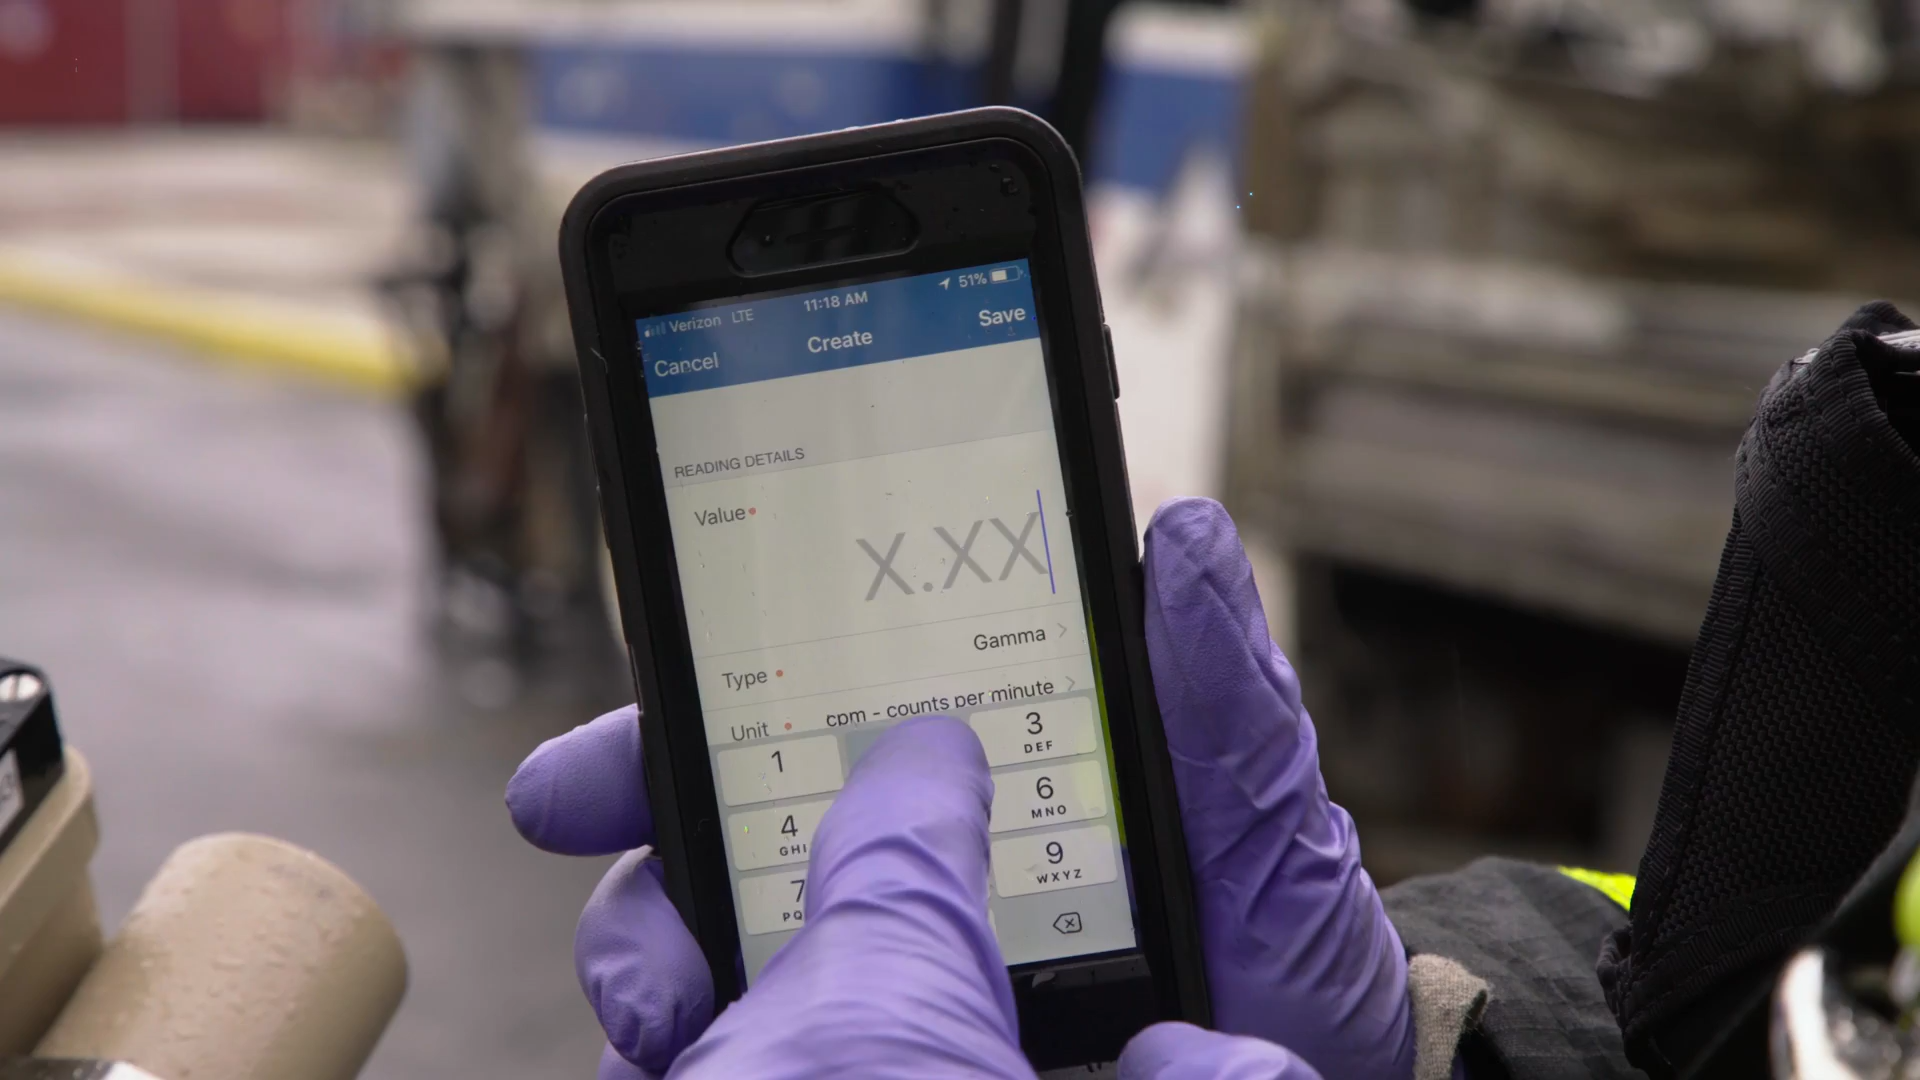 Verizon LTE 11:18 AM 51%
Cancel Create Save
READING DETAILS
Value
X.XX
Type Gamma
Unit cpm - counts per minute
1 3
DEF
4 6
GHI MNO
7 9
PQ WXYZ